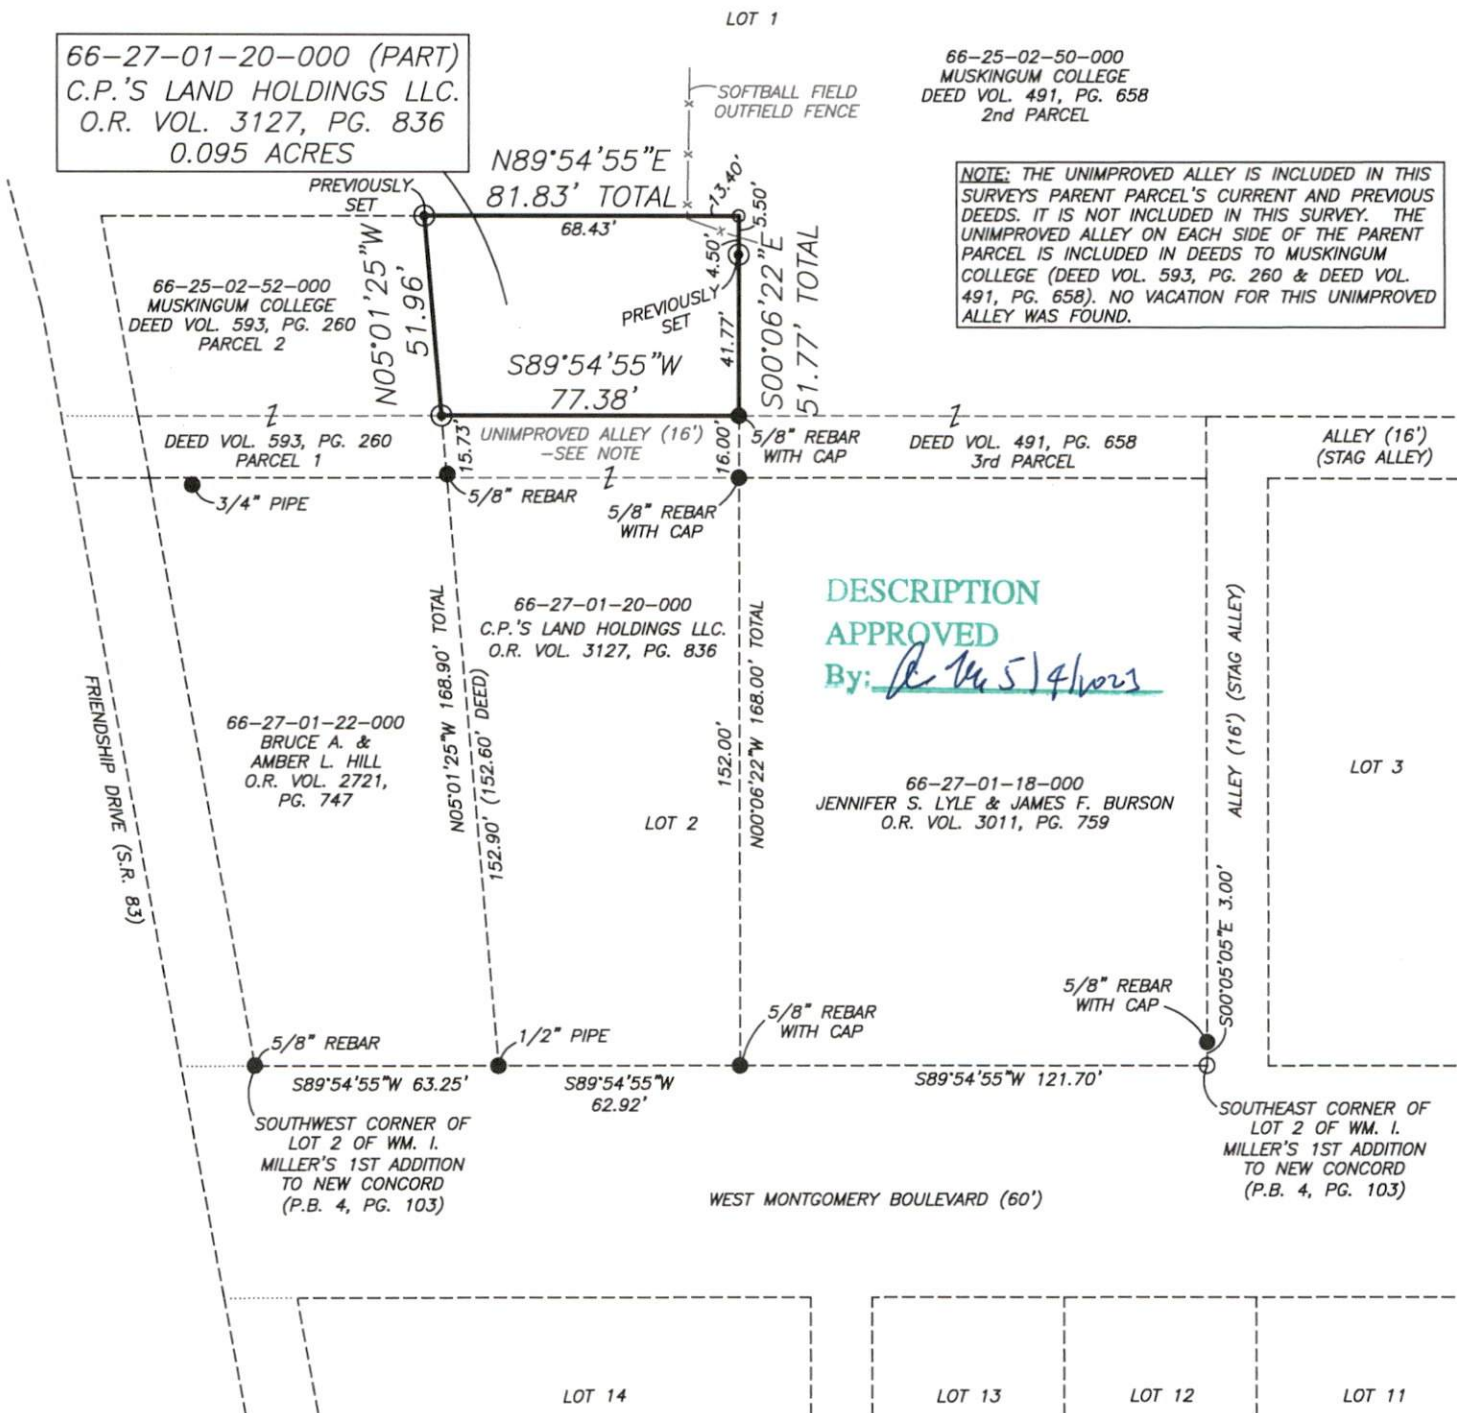 LOT 1
66-27-01-20-000 (PART)
C.P.'S LAND HOLDINGS LLC.
O.R. VOL. 3127, PG. 836
0.095 ACRES
SOFTBALL FIELD
OUTFIELD FENCE
66-25-02-50-000
MUSKINGUM COLLEGE
DEED VOL. 491, PG. 658
2nd PARCEL
NOTE: THE UNIMPROVED ALLEY IS INCLUDED IN THIS
SURVEYS PARENT PARCEL'S CURRENT AND PREVIOUS
DEEDS. IT IS NOT INCLUDED IN THIS SURVEY. THE
UNIMPROVED ALLEY ON EACH SIDE OF THE PARENT
PARCEL IS INCLUDED IN DEEDS TO MUSKINGUM
COLLEGE (DEED VOL. 593, PG. 260 & DEED VOL.
491, PG. 658). NO VACATION FOR THIS UNIMPROVED
ALLEY WAS FOUND.
N89°54'55"E
81.83' TOTAL
13.40'
5.50'
PREVIOUSLY
SET
68.43'
4.50'
PREVIOUSLY
SET
41.77'
S00°06'22"E
51.77' TOTAL
N05°01'25"W
51.96'
66-25-02-52-000
MUSKINGUM COLLEGE
DEED VOL. 593, PG. 260
PARCEL 2
S89°54'55"W
77.38'
DEED VOL. 593, PG. 260
PARCEL 1
15.73'
UNIMPROVED ALLEY (16')
-SEE NOTE
16.00'
5/8" REBAR
WITH CAP
DEED VOL. 491, PG. 658
3rd PARCEL
ALLEY (16')
(STAG ALLEY)
3/4" PIPE
5/8" REBAR
5/8" REBAR
WITH CAP
66-27-01-20-000
C.P.'S LAND HOLDINGS LLC.
O.R. VOL. 3127, PG. 836
DESCRIPTION
APPROVED
By: 5/4/2023
FRIENDSHIP DRIVE (S.R. 83)
66-27-01-22-000
BRUCE A. &
AMBER L. HILL
O.R. VOL. 2721,
PG. 747
N05°01'25"W 168.90' TOTAL
152.90' (152.60' DEED)
LOT 2
152.00'
N00°06'22"W 168.00' TOTAL
66-27-01-18-000
JENNIFER S. LYLE & JAMES F. BURSON
O.R. VOL. 3011, PG. 759
ALLEY (16') (STAG ALLEY)
LOT 3
S00°05'05"E 3.00'
5/8" REBAR
WITH CAP
5/8" REBAR
1/2" PIPE
5/8" REBAR
WITH CAP
S89°54'55"W 63.25'
S89°54'55"W
62.92'
S89°54'55"W 121.70'
SOUTHWEST CORNER OF
LOT 2 OF WM. I.
MILLER'S 1ST ADDITION
TO NEW CONCORD
(P.B. 4, PG. 103)
SOUTHEAST CORNER OF
LOT 2 OF WM. I.
MILLER'S 1ST ADDITION
TO NEW CONCORD
(P.B. 4, PG. 103)
WEST MONTGOMERY BOULEVARD (60')
LOT 14
LOT 13
LOT 12
LOT 11